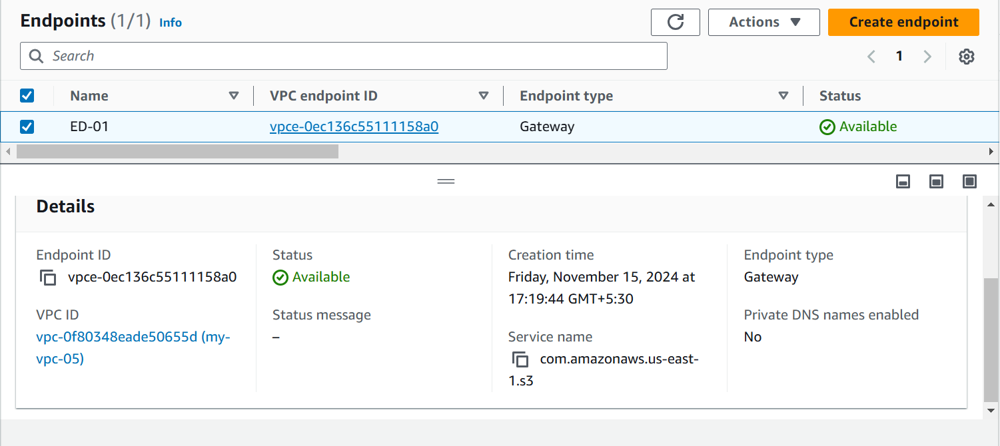 Endpoints (1/1) Info
Actions
Create endpoint
Search
1
Name
VPC endpoint ID
Endpoint type
Status
ED-01
vpce-0ec136c55111158a0
Gateway
Available
Details
Endpoint ID
vpce-0ec136c55111158a0
VPC ID
vpc-0f80348eade50655d (my-
vpc-05)
Status
Available
Status message
–
Creation time
Friday, November 15, 2024 at
17:19:44 GMT+5:30
Service name
com.amazonaws.us-east-
1.s3
Endpoint type
Gateway
Private DNS names enabled
No